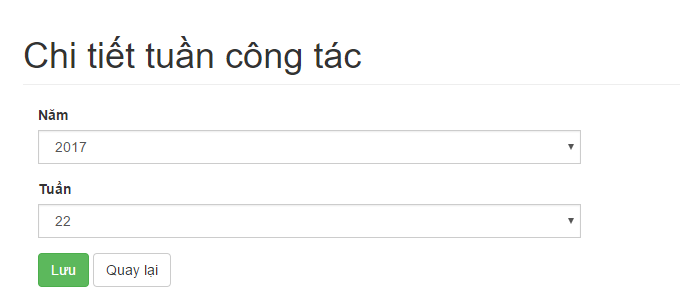 Chi tiết tuần công tác
Năm
2017
Tuần
22
Lưu Quay lại